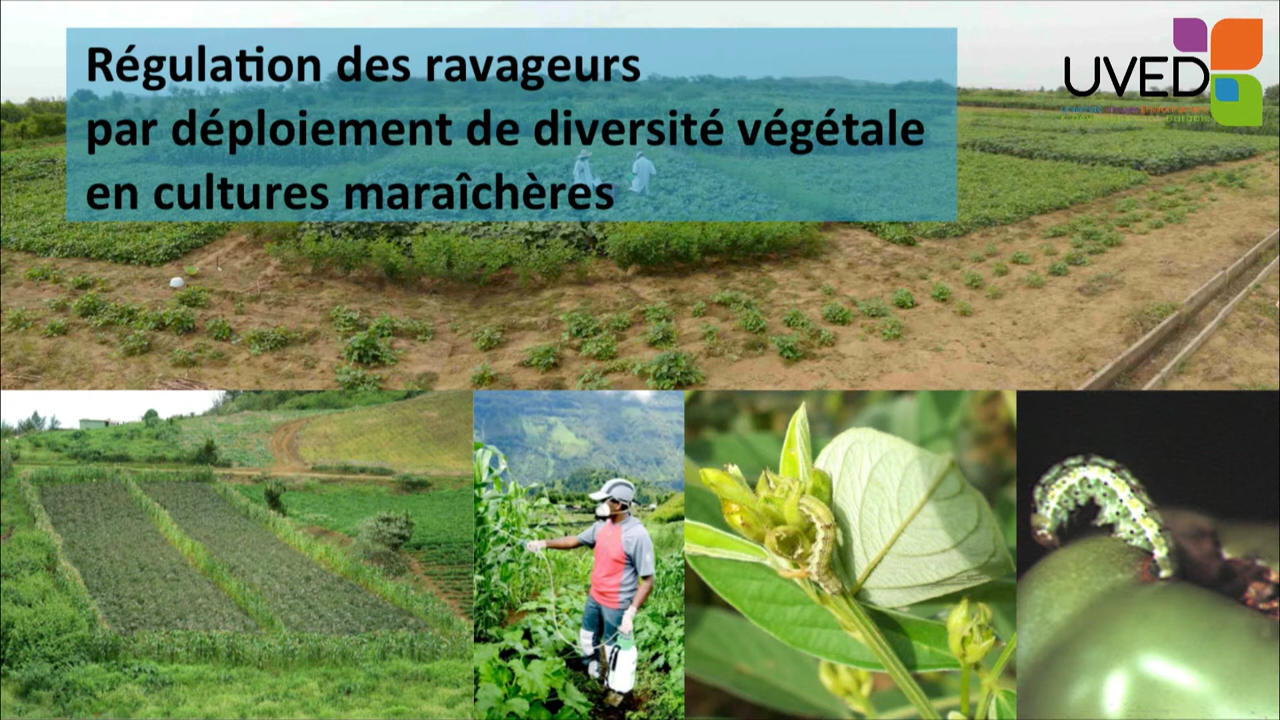 Régulation des ravageurs
par déploiement de diversité végétale
en cultures maraîchères
UVED